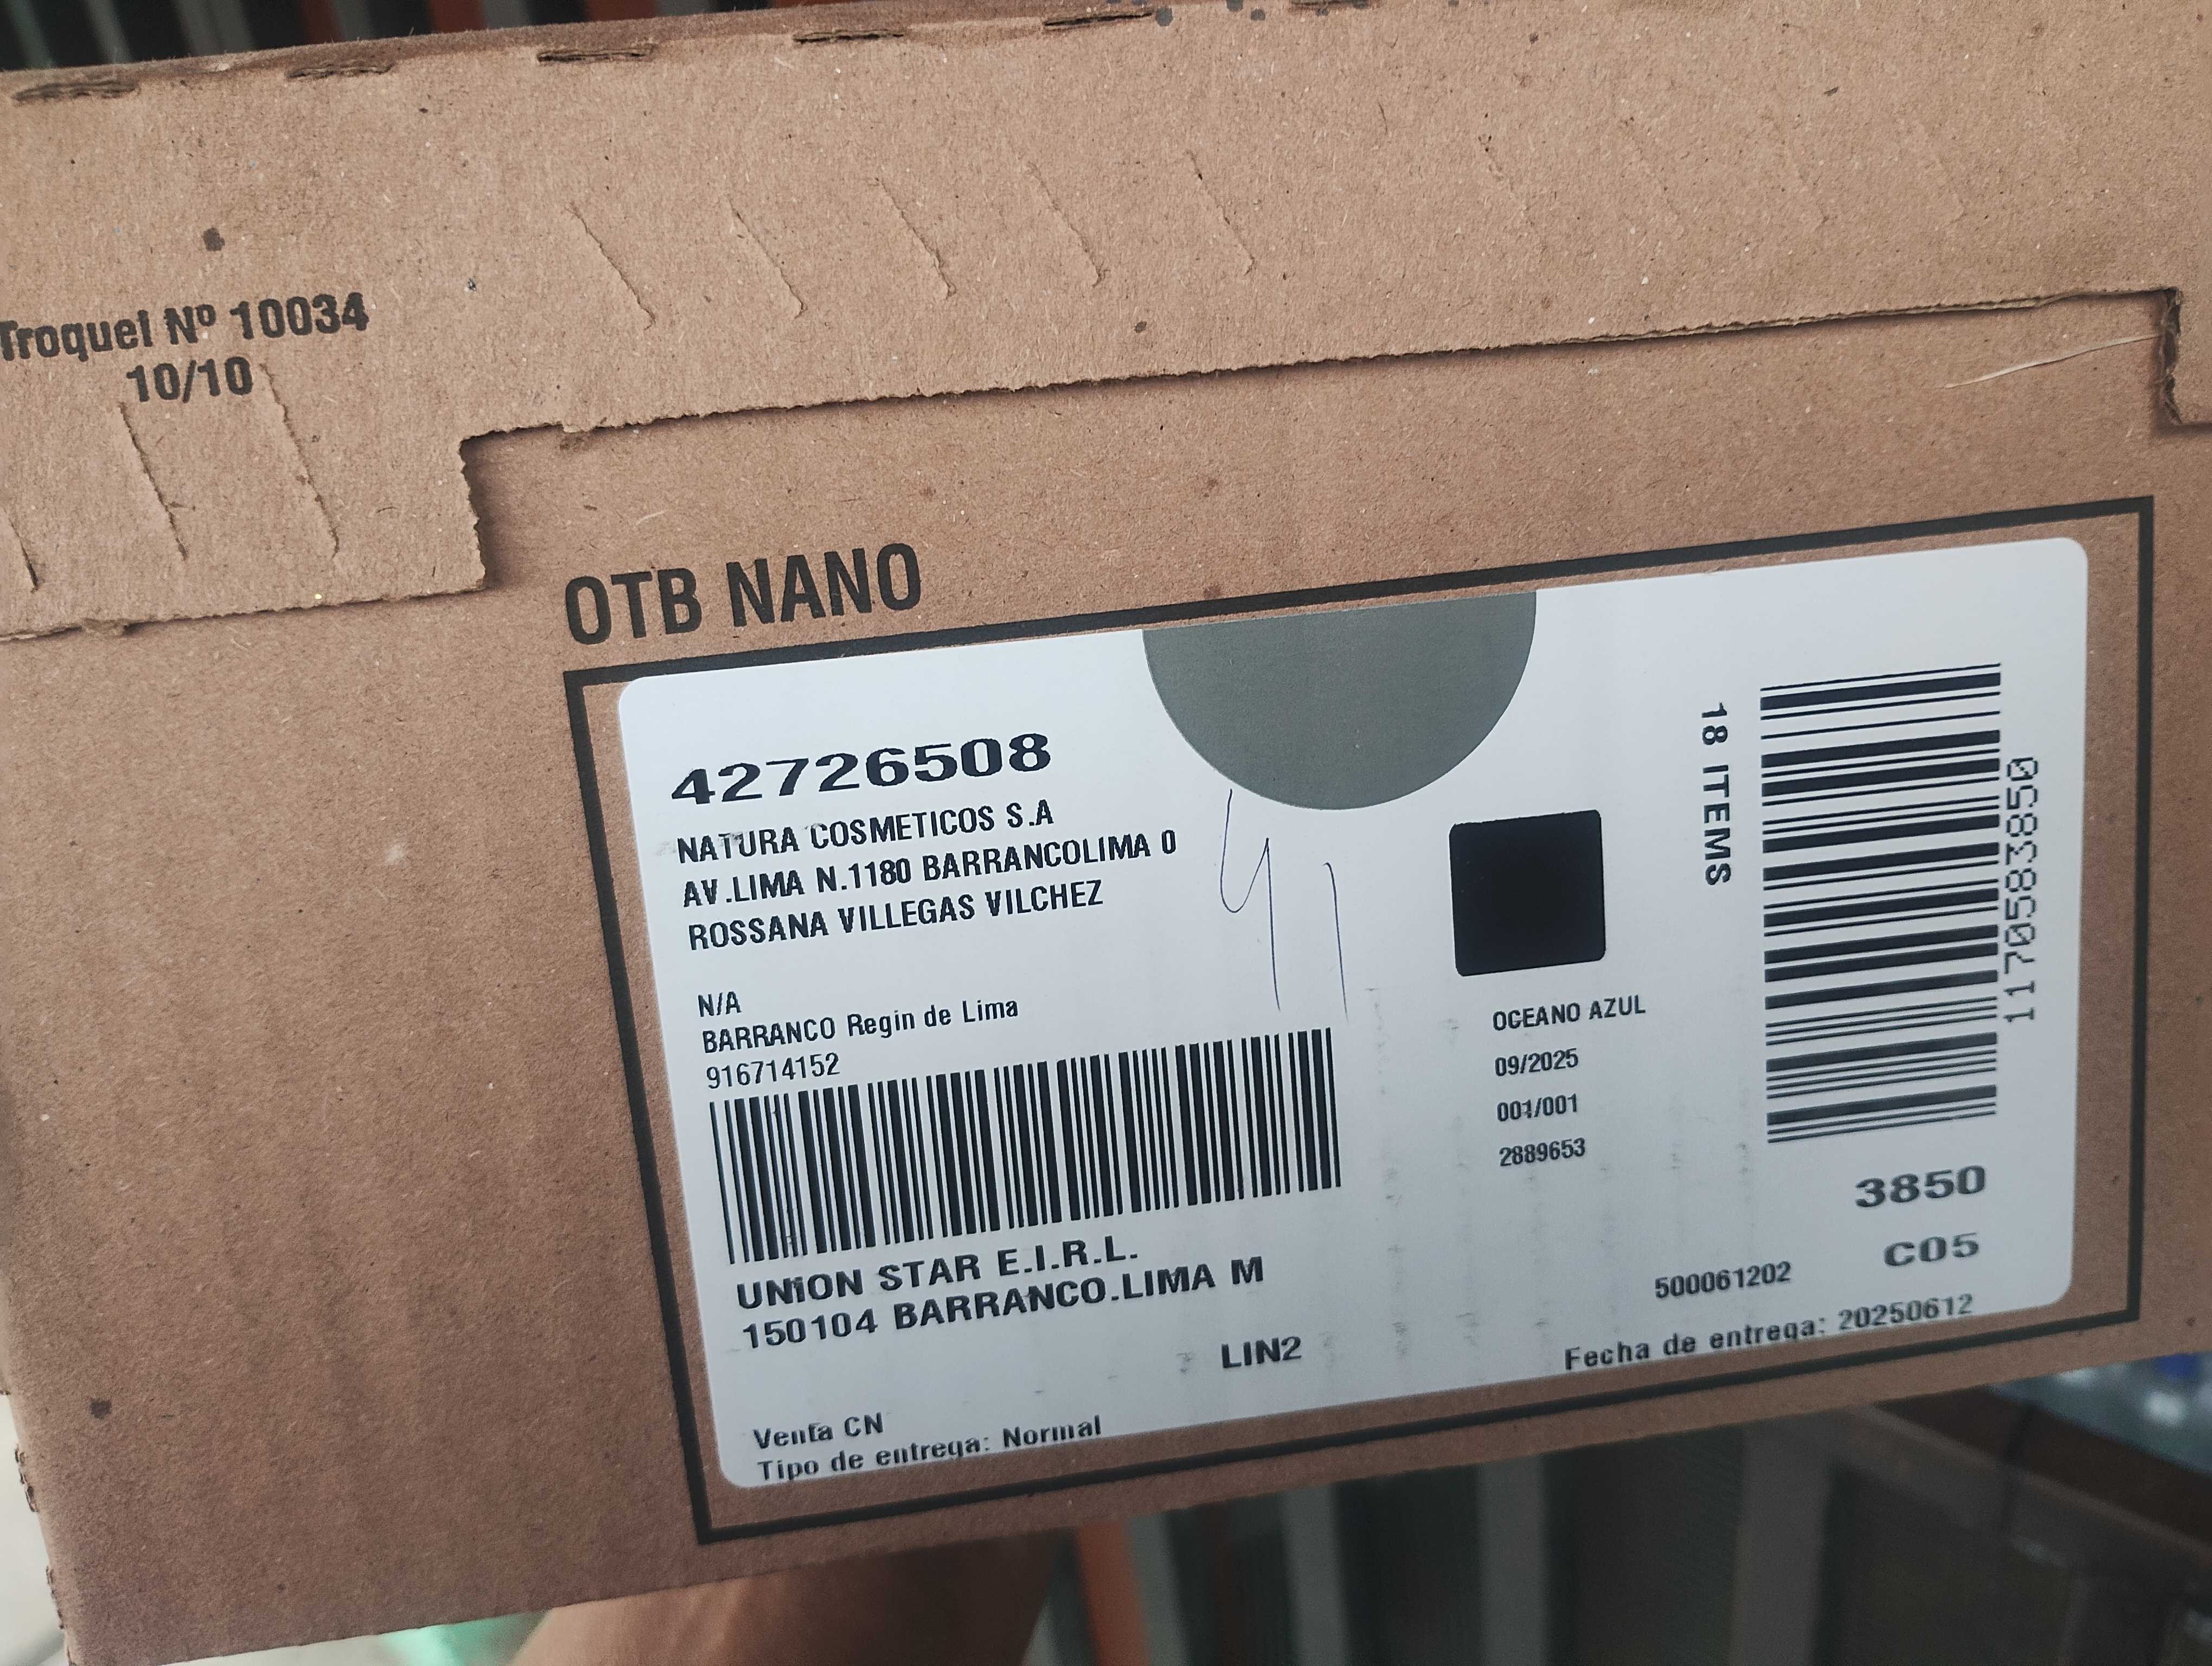 Troquel Nº 10034
10/10
OTB NANO
42726508
NATURA COSMETICOS S.A
AV.LIMA N.1180 BARRANCOLIMA 0
ROSSANA VILLEGAS VILCHEZ
N/A
BARRANCO Regin de Lima
916714152
UNION STAR E.I.R.L.
150104 BARRANCO.LIMA M
LIN2
Venta CN
Tipo de entrega: Normal
OCEANO AZUL
09/2025
001/001
2889653
18 ITEMS
1170583850
3850
C05
500061202
Fecha de entrega: 20250612